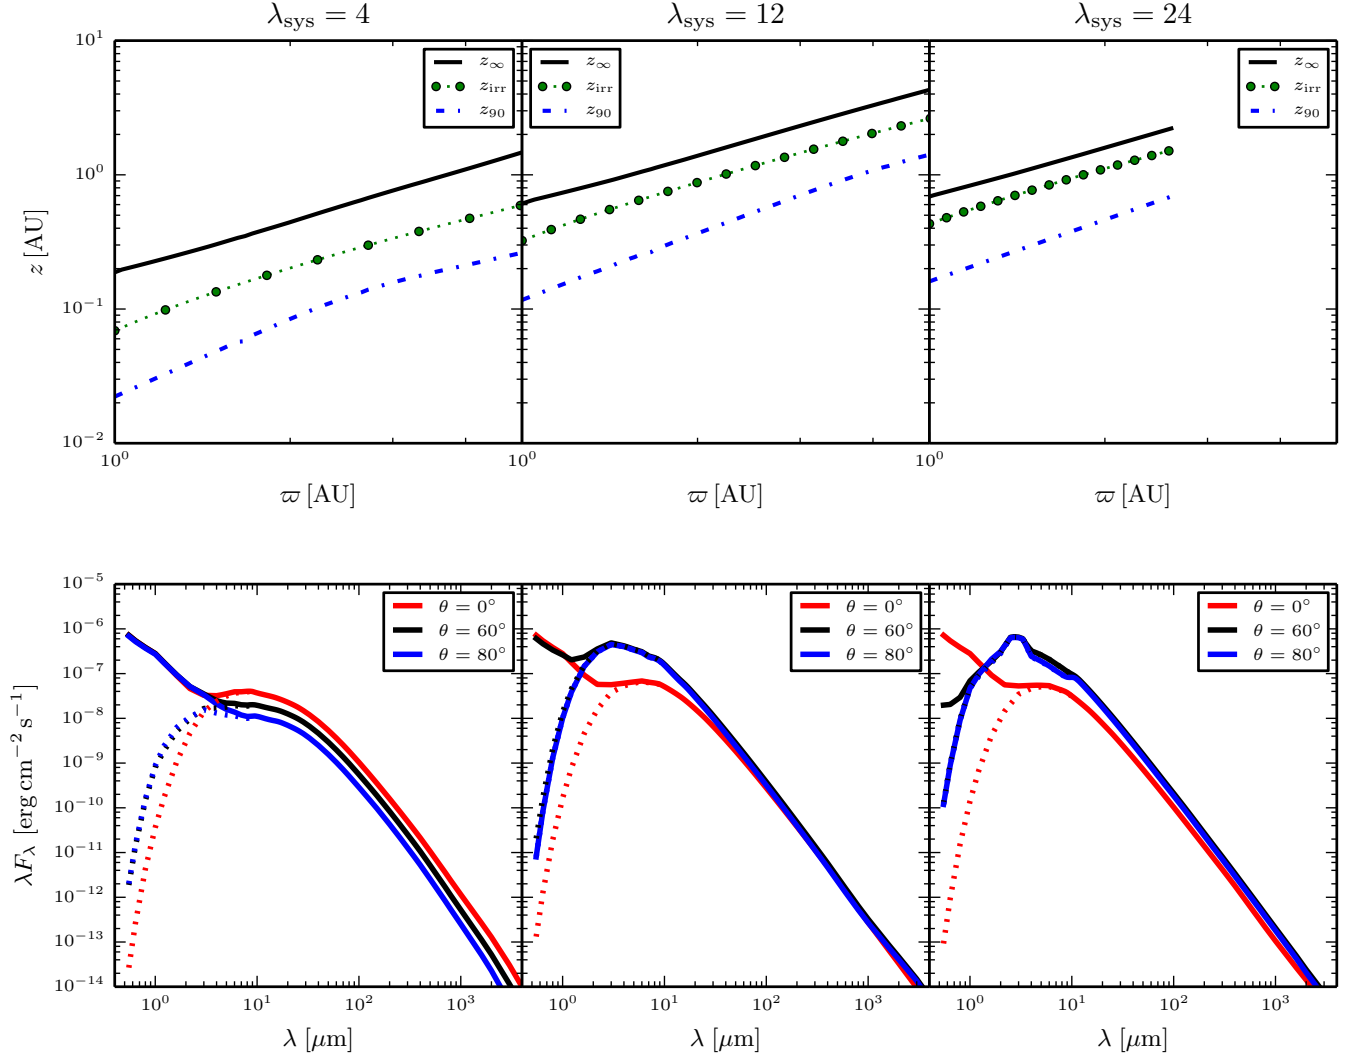 λsys = 4
λsys = 12
λsys = 24
10¹
10⁰
10⁻¹
10⁻²
z [AU]
z∞
zirr
z90
z∞
zirr
z90
z∞
zirr
z90
10⁰
10⁰
10⁰
ϖ [AU]
ϖ [AU]
ϖ [AU]
10⁻⁵
10⁻⁶
10⁻⁷
10⁻⁸
10⁻⁹
10⁻¹⁰
10⁻¹¹
10⁻¹²
10⁻¹³
10⁻¹⁴
λFλ [erg cm⁻² s⁻¹]
θ = 0°
θ = 60°
θ = 80°
θ = 0°
θ = 60°
θ = 80°
θ = 0°
θ = 60°
θ = 80°
10⁰ 10¹ 10² 10³
10⁰ 10¹ 10² 10³
10⁰ 10¹ 10² 10³
λ [μm]
λ [μm]
λ [μm]